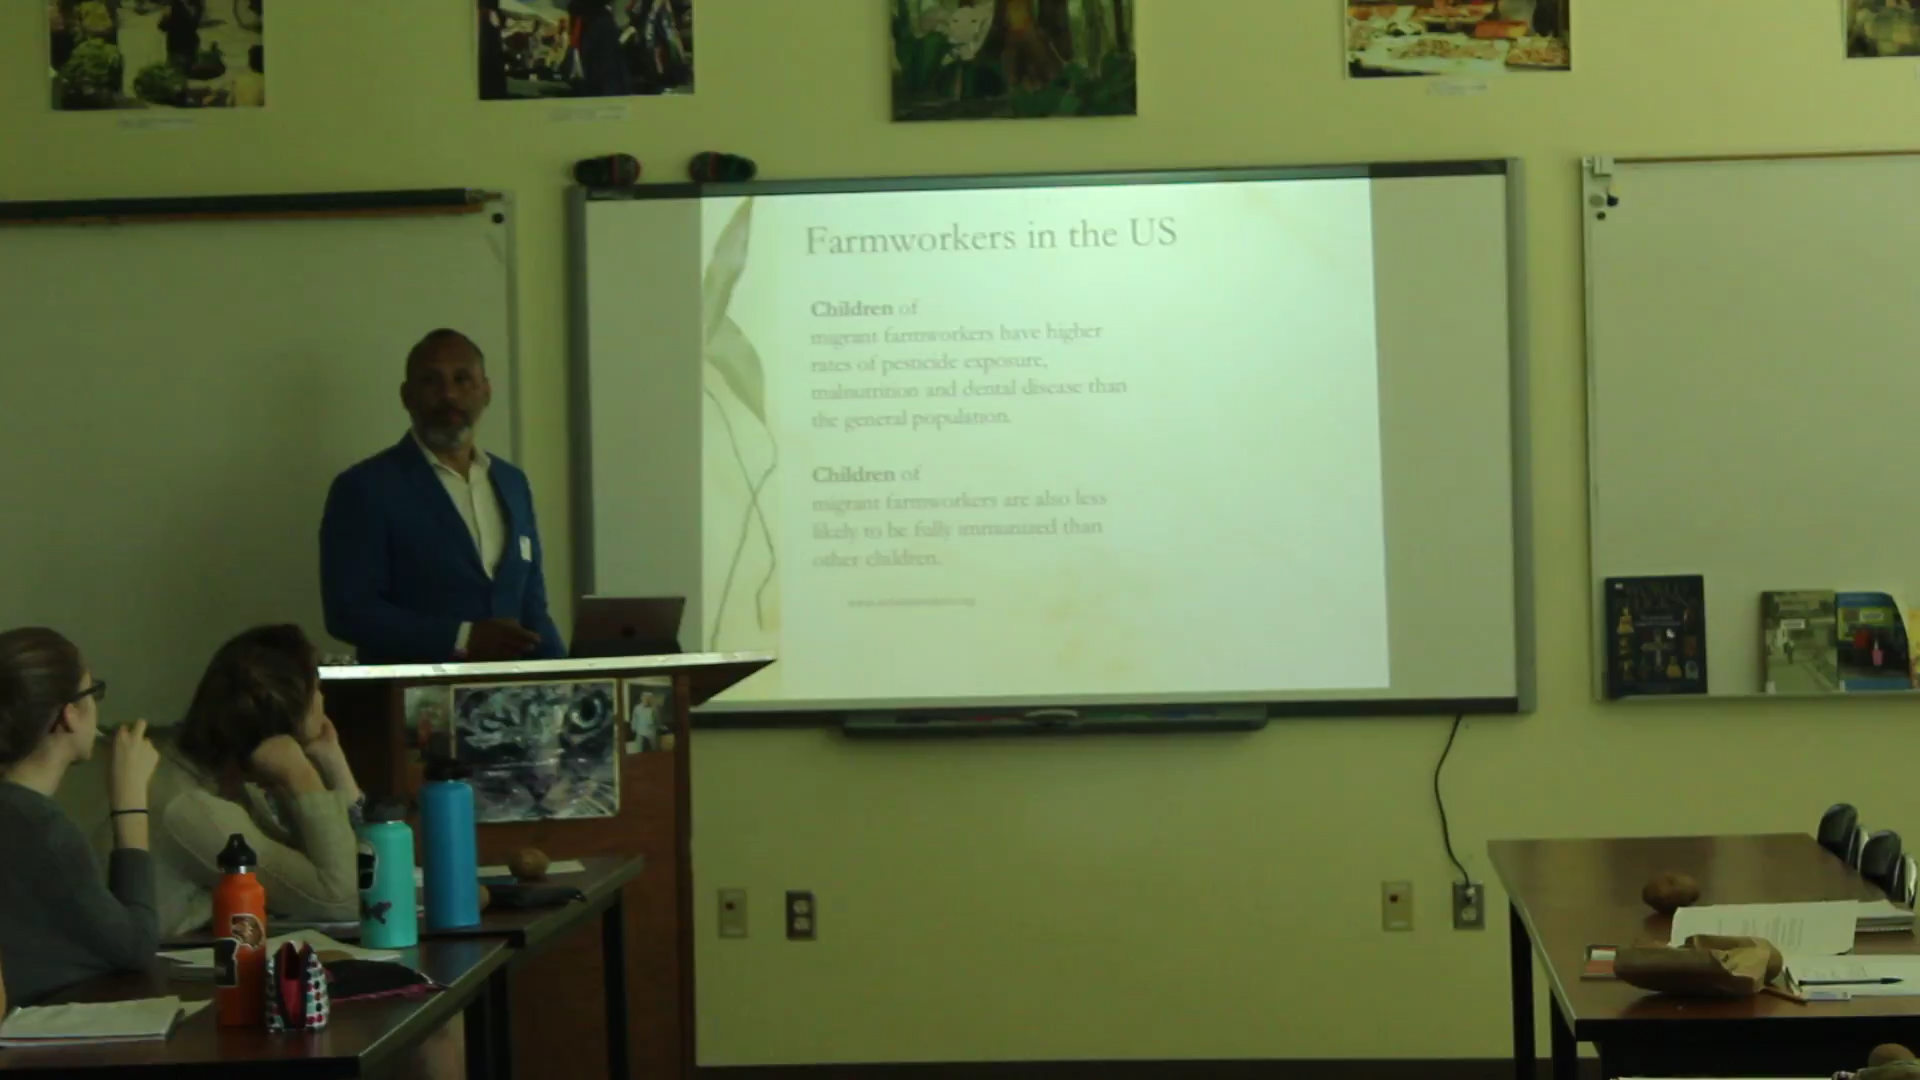 Farmworkers in the US
Children of
migrant farmworkers have higher
rates of pesticide exposure,
malnutrition and dental disease than
the general population.
Children of
migrant farmworkers are also less
likely to be fully immunized than
other children.